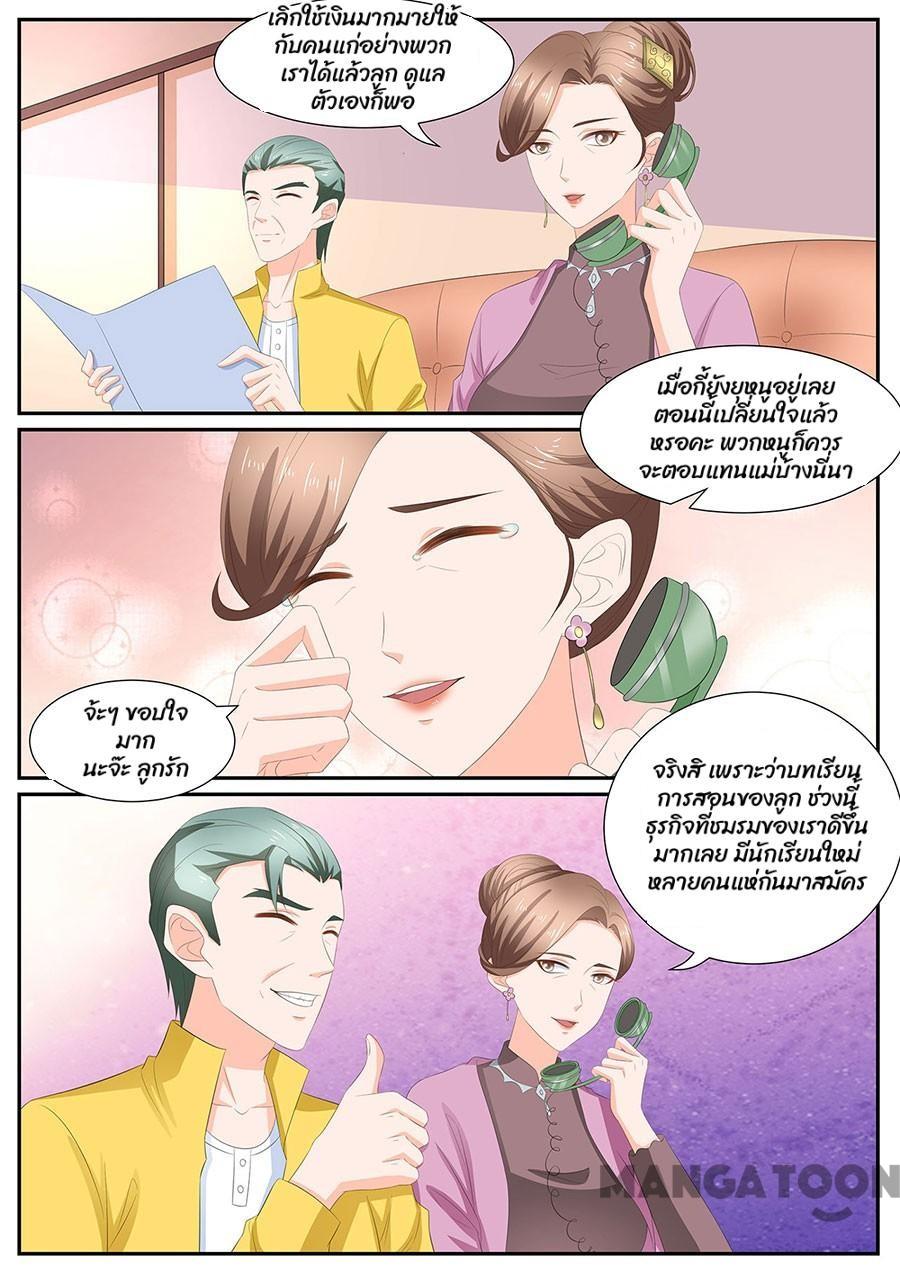 เลิกใช้เงินมากมายให้
กับคนแก่อย่างพวก
เราได้แล้วลูก ดูแล
ตัวเองก็พอ
เมื่อกี้ยังยุหนูอยู่เลย
ตอนนี้เปลี่ยนใจแล้ว
หรอคะ พวกหนูก็ควร
จะตอบแทนแม่บ้างนี่นา
จ้ะๆ ขอบใจ
มาก
นะจ๊ะ ลูกรัก
จริงสิ เพราะว่าบทเรียน
การสอนของลูก ช่วงนี้
ธุรกิจที่ชมรมของเราดีขึ้น
มากเลย มีนักเรียนใหม่
หลายคนแห่กันมาสมัคร
MANGA TOON